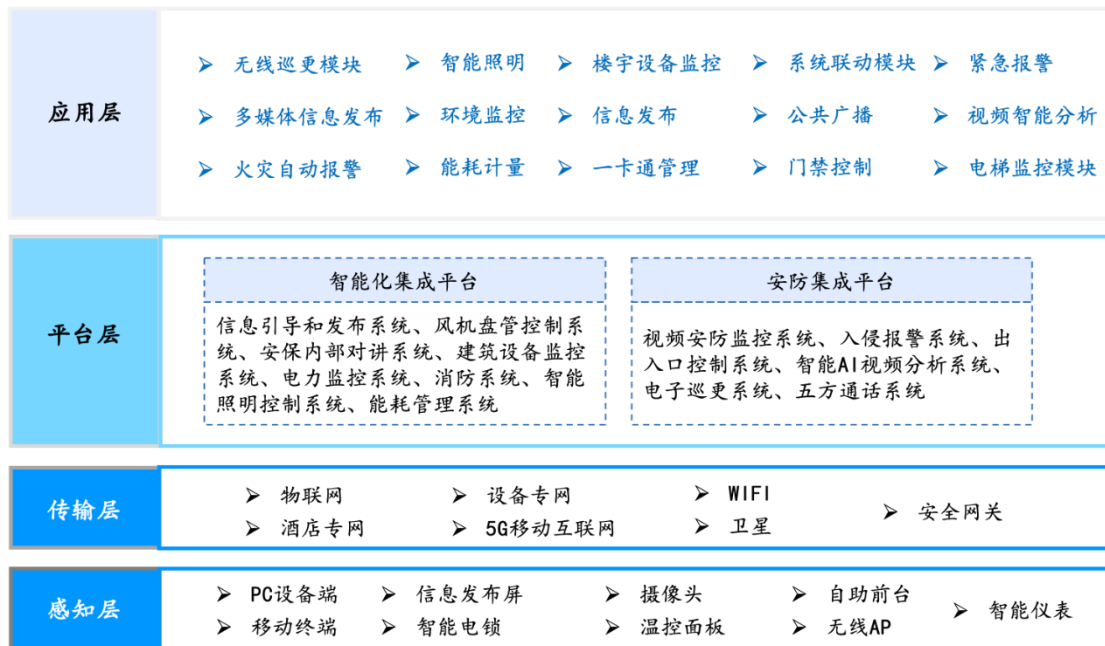 应用层
➢ 无线巡更模块 ➢ 智能照明 ➢ 楼宇设备监控 ➢ 系统联动模块 ➢ 紧急报警
➢ 多媒体信息发布 ➢ 环境监控 ➢ 信息发布 ➢ 公共广播 ➢ 视频智能分析
➢ 火灾自动报警 ➢ 能耗计量 ➢ 一卡通管理 ➢ 门禁控制 ➢ 电梯监控模块
平台层
智能化集成平台
信息引导和发布系统、风机盘管控制系
统、安保内部对讲系统、建筑设备监控
系统、电力监控系统、消防系统、智能
照明控制系统、能耗管理系统
安防集成平台
视频安防监控系统、入侵报警系统、出
入口控制系统、智能AI视频分析系统、
电子巡更系统、五方通话系统
传输层
➢ 物联网 ➢ 设备专网 ➢ WIFI ➢ 安全网关
➢ 酒店专网 ➢ 5G移动互联网 ➢ 卫星
感知层
➢ PC设备端 ➢ 信息发布屏 ➢ 摄像头 ➢ 自助前台 ➢ 智能仪表
➢ 移动终端 ➢ 智能电锁 ➢ 温控面板 ➢ 无线AP